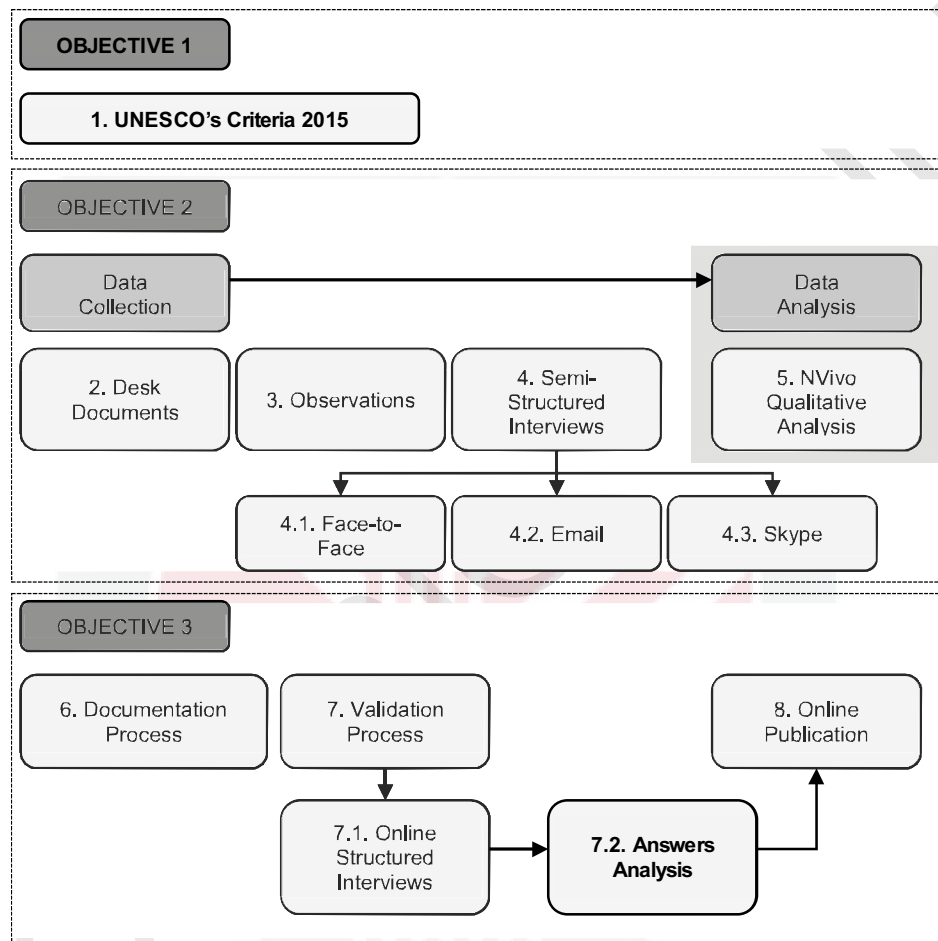 OBJECTIVE 1
1. UNESCO’s Criteria 2015
OBJECTIVE 2
Data
Collection
Data
Analysis
2. Desk
Documents
3. Observations
4. Semi-
Structured
Interviews
5. NVivo
Qualitative
Analysis
4.1. Face-to-
Face
4.2. Email
4.3. Skype
OBJECTIVE 3
6. Documentation
Process
7. Validation
Process
8. Online
Publication
7.1. Online
Structured
Interviews
7.2. Answers
Analysis